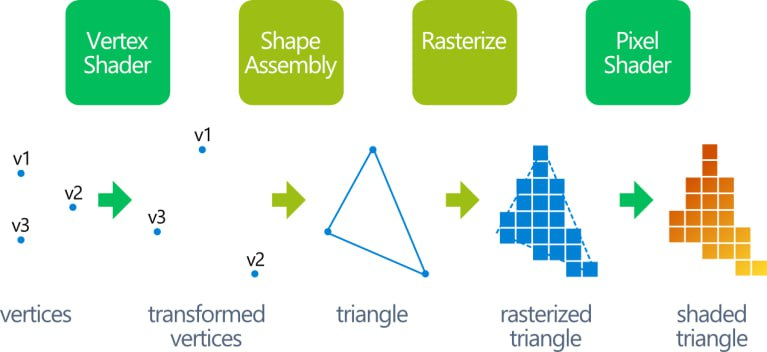 Vertex
Shader
Shape
Assembly
Rasterize
Pixel
Shader
v1
v2
v3
v1
v3
v2
vertices
transformed
vertices
triangle
rasterized
triangle
shaded
triangle